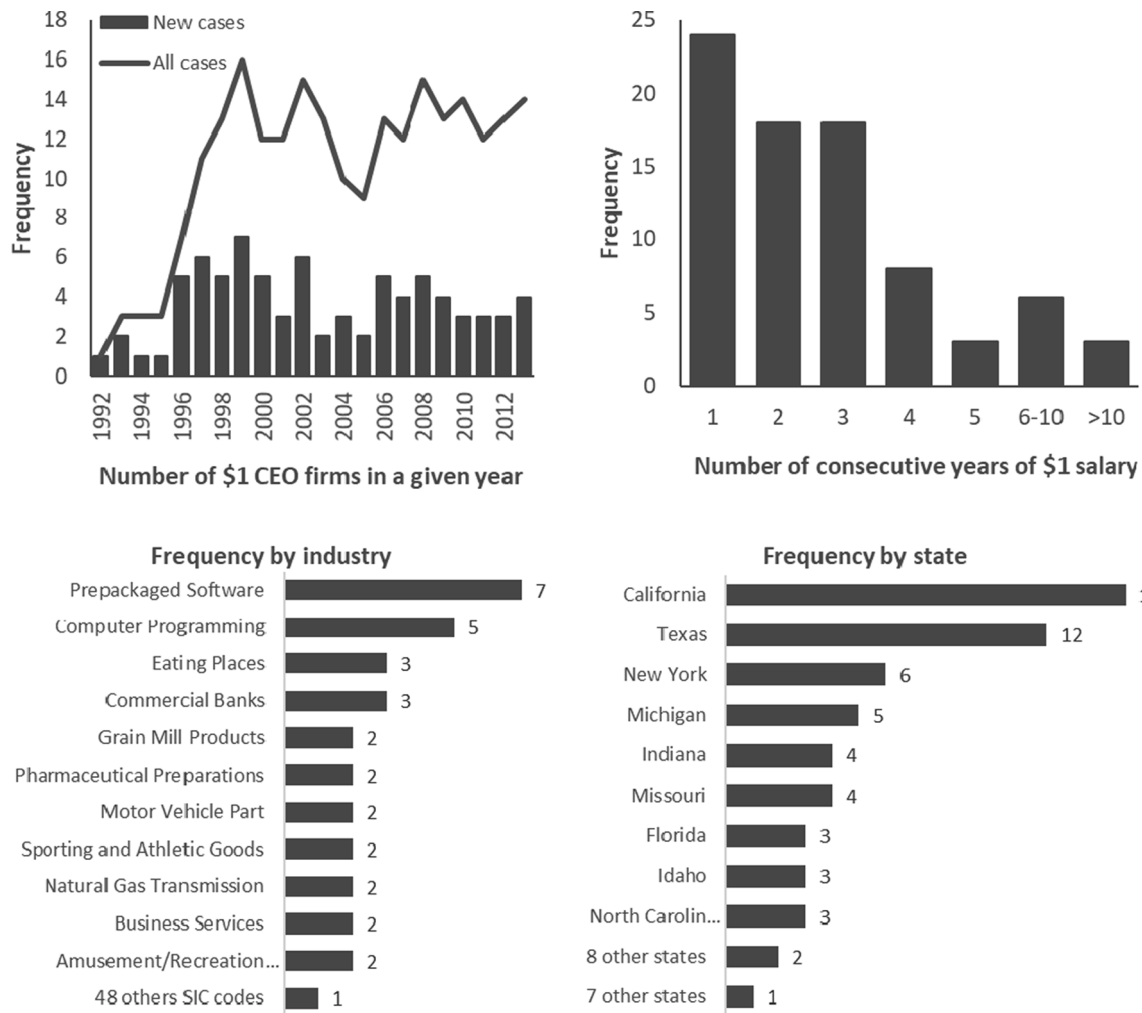 18
16
14
12
10
8
6
4
2
0
Frequency
New cases
All cases
1992
1994
1996
1998
2000
2002
2004
2006
2008
2010
2012
Number of $1 CEO firms in a given year
25
20
15
10
5
0
Frequency
1 2 3 4 5 6-10 >10
Number of consecutive years of $1 salary
Frequency by industry
Prepackaged Software 7
Computer Programming 5
Eating Places 3
Commercial Banks 3
Grain Mill Products 2
Pharmaceutical Preparations 2
Motor Vehicle Part 2
Sporting and Athletic Goods 2
Natural Gas Transmission 2
Business Services 2
Amusement/Recreation... 2
48 others SIC codes 1
Frequency by state
California
Texas 12
New York 6
Michigan 5
Indiana 4
Missouri 4
Florida 3
Idaho 3
North Carolin... 3
8 other states 2
7 other states 1